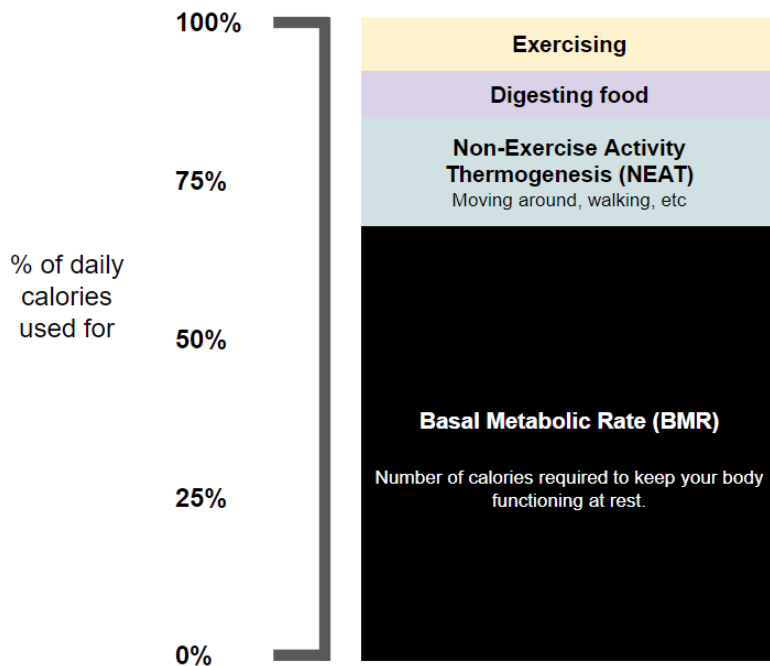 100%
Exercising
Digesting food
Non-Exercise Activity
Thermogenesis (NEAT)
Moving around, walking, etc
75%
% of daily
calories
used for
50%
Basal Metabolic Rate (BMR)
Number of calories required to keep your body
functioning at rest.
25%
0%